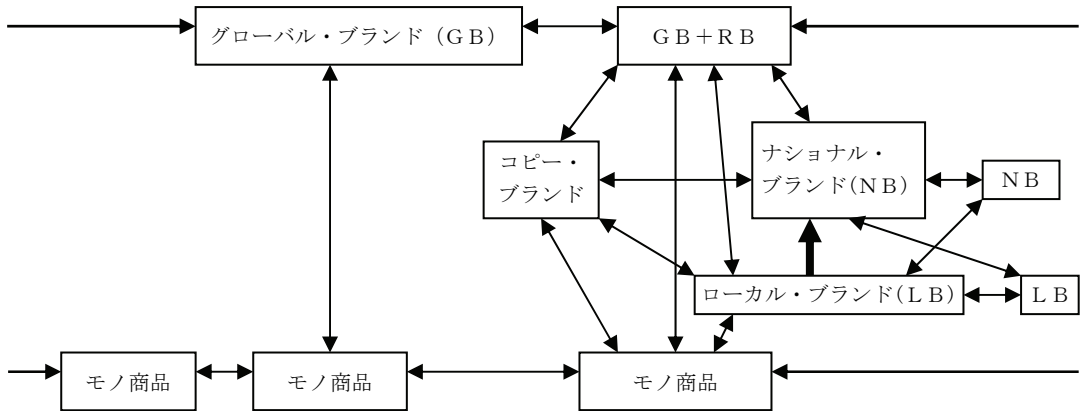 グローバル・ブランド（ＧＢ）
ＧＢ＋ＲＢ
コピー・
ブランド
ナショナル・
ブランド(ＮＢ)
ＮＢ
ローカル・ブランド(ＬＢ)
ＬＢ
モノ商品
モノ商品
モノ商品